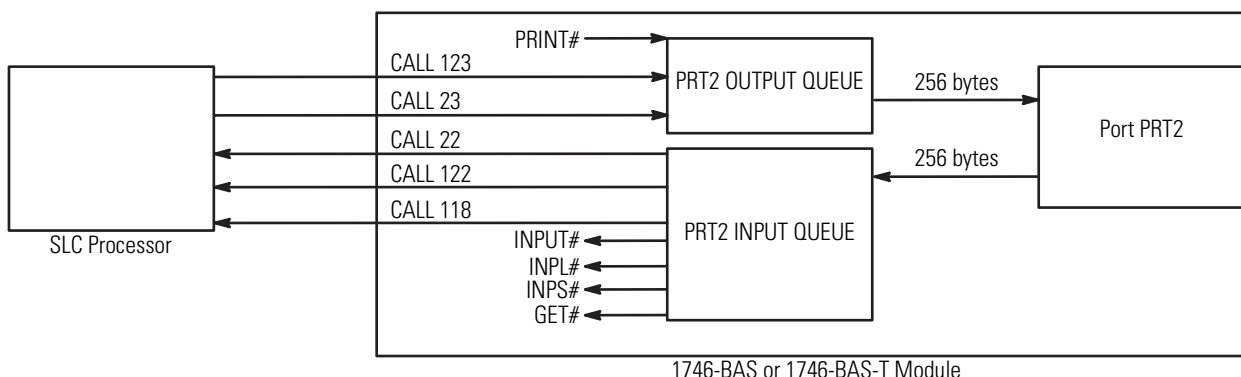 PRINT#
CALL 123
PRT2 OUTPUT QUEUE
256 bytes
CALL 23
Port PRT2
CALL 22
256 bytes
CALL 122
CALL 118
PRT2 INPUT QUEUE
SLC Processor
INPUT#
INPL#
INPS#
GET#
1746-BAS or 1746-BAS-T Module